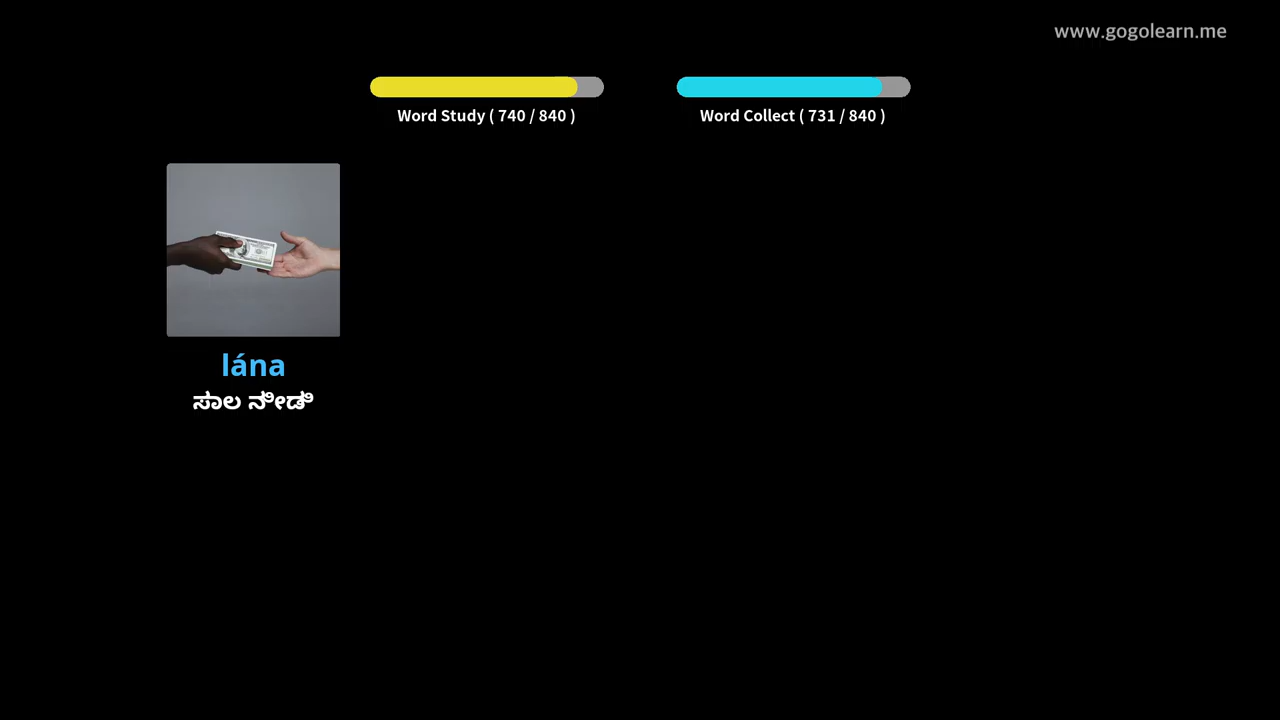 www.gogolearn.me
Word Study ( 740 / 840 )
Word Collect ( 731 / 840 )
lána
ಸಾಲ ನೀಡಿ